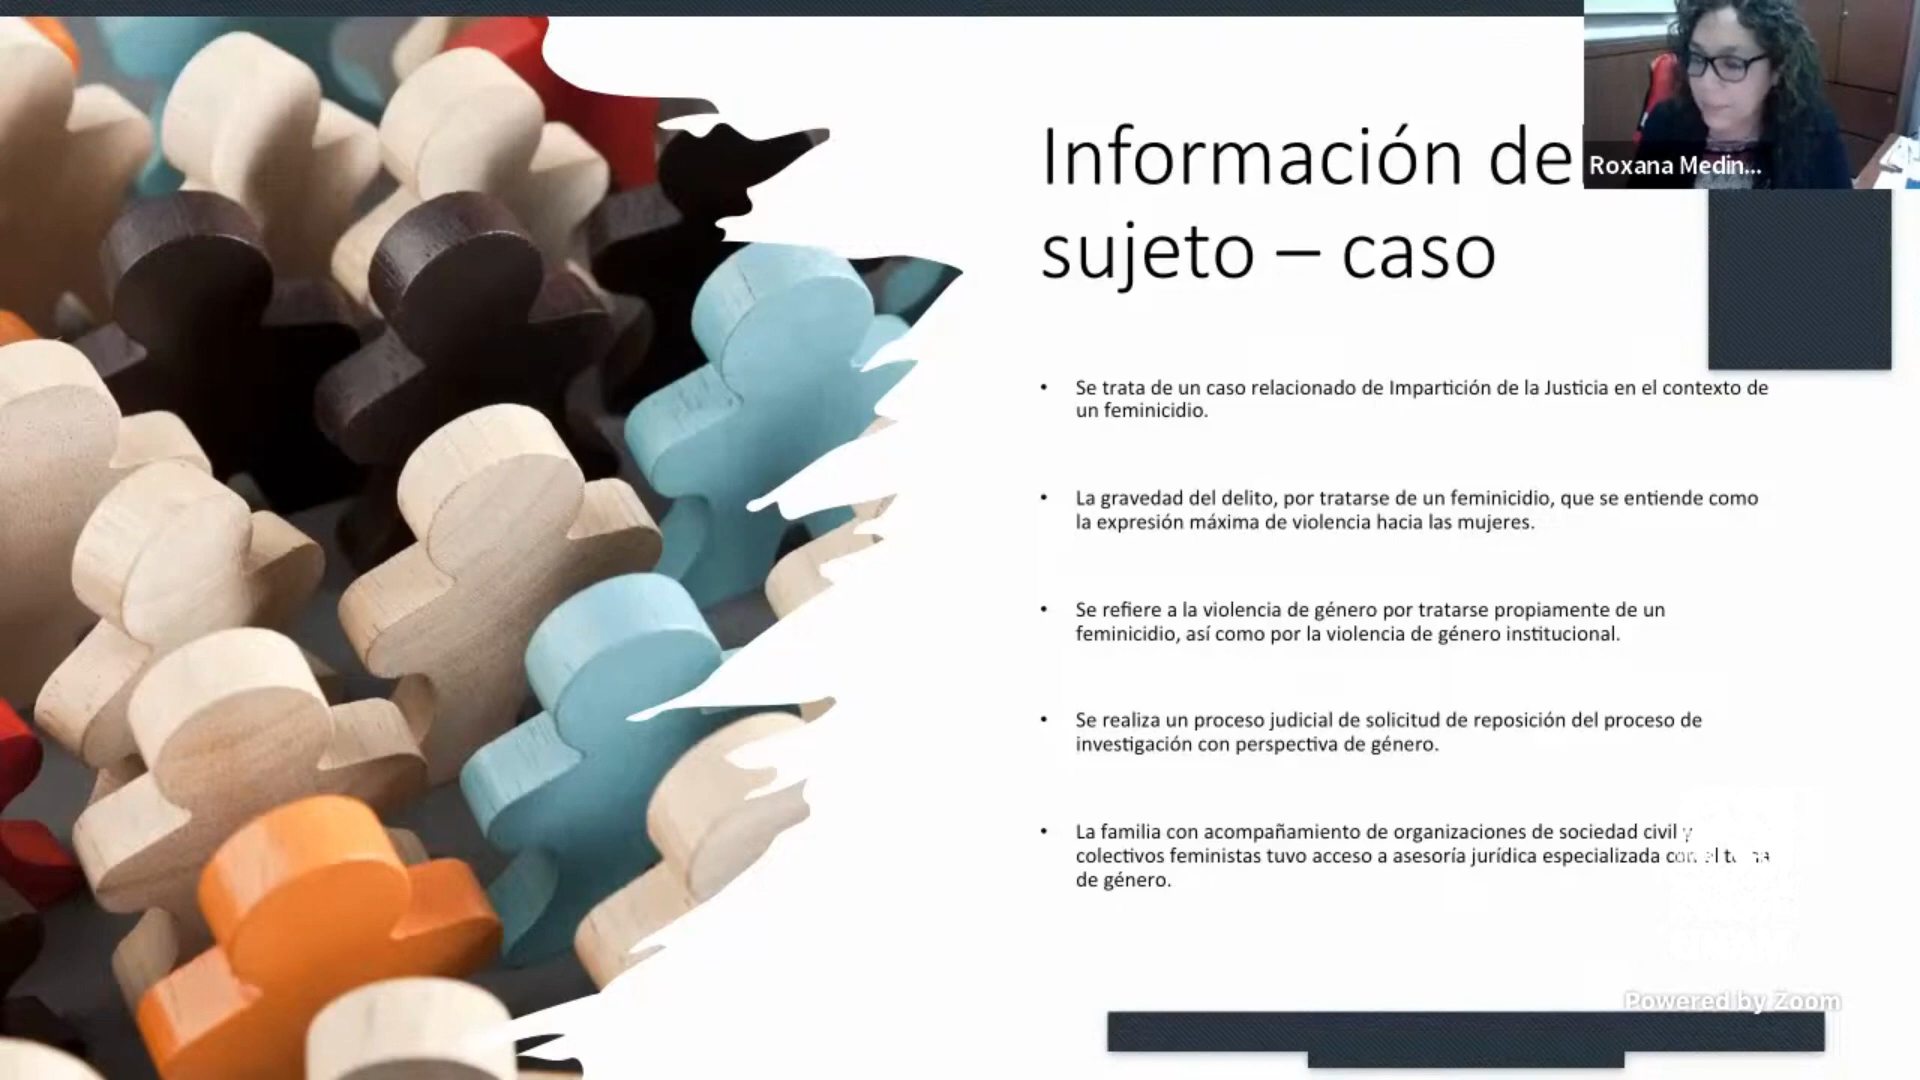 Información de
sujeto – caso
Roxana Medin...
• Se trata de un caso relacionado de Impartición de la Justicia en el contexto de
un feminicidio.
• La gravedad del delito, por tratarse de un feminicidio, que se entiende como
la expresión máxima de violencia hacia las mujeres.
• Se refiere a la violencia de género por tratarse propiamente de un
feminicidio, así como por la violencia de género institucional.
• Se realiza un proceso judicial de solicitud de reposición del proceso de
investigación con perspectiva de género.
• La familia con acompañamiento de organizaciones de sociedad civil y
colectivos feministas tuvo acceso a asesoría jurídica especializada con el
de género.
Powered by Zoom